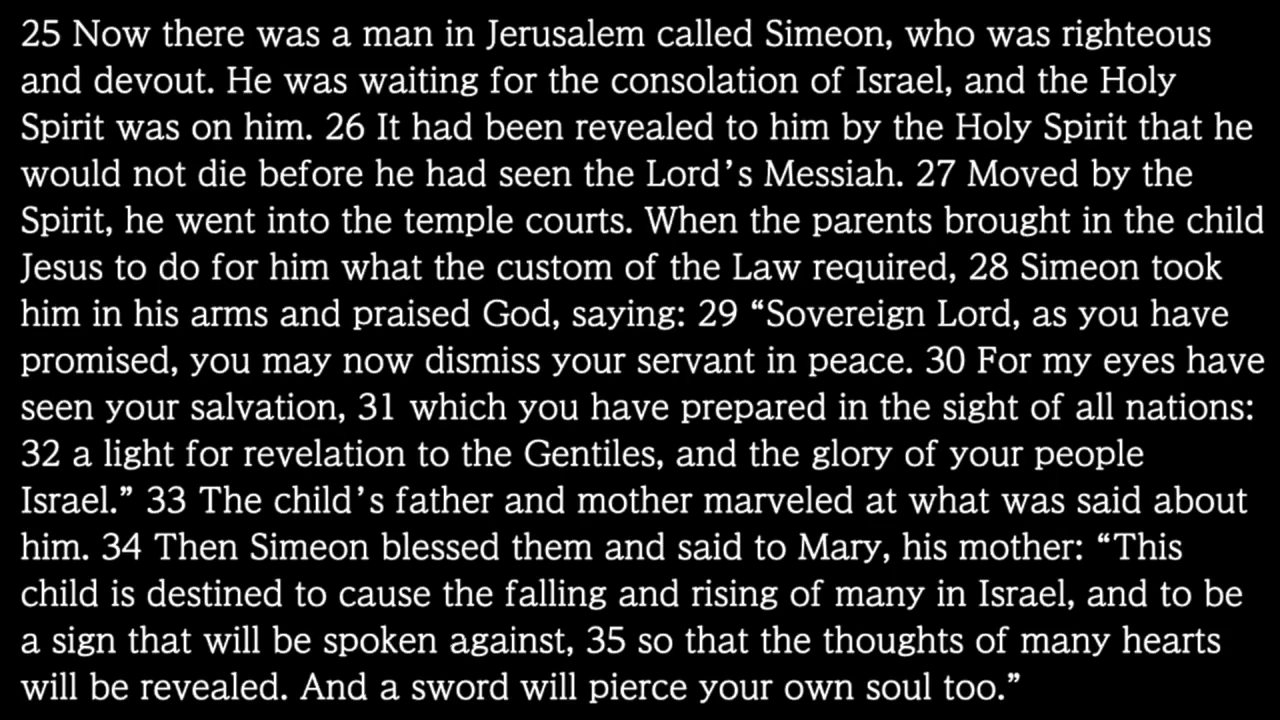 25 Now there was a man in Jerusalem called Simeon, who was righteous
and devout. He was waiting for the consolation of Israel, and the Holy
Spirit was on him. 26 It had been revealed to him by the Holy Spirit that he
would not die before he had seen the Lord’s Messiah. 27 Moved by the
Spirit, he went into the temple courts. When the parents brought in the child
Jesus to do for him what the custom of the Law required, 28 Simeon took
him in his arms and praised God, saying: 29 “Sovereign Lord, as you have
promised, you may now dismiss your servant in peace. 30 For my eyes have
seen your salvation, 31 which you have prepared in the sight of all nations:
32 a light for revelation to the Gentiles, and the glory of your people
Israel.” 33 The child’s father and mother marveled at what was said about
him. 34 Then Simeon blessed them and said to Mary, his mother: “This
child is destined to cause the falling and rising of many in Israel, and to be
a sign that will be spoken against, 35 so that the thoughts of many hearts
will be revealed. And a sword will pierce your own soul too.”